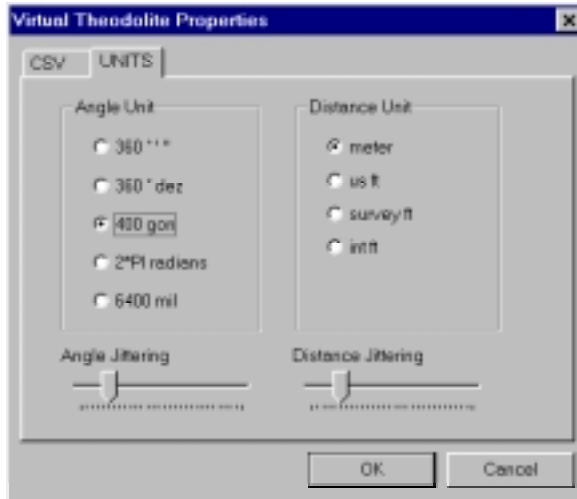 Virtual Theodolite Properties
CSV
UNITS
Angle Unit
360 ° ' "
360 ° dez
400 gon
2*PI radians
6400 mil
Distance Unit
meter
us ft
survey ft
int ft
Angle Jittering
Distance Jittering
OK
Cancel